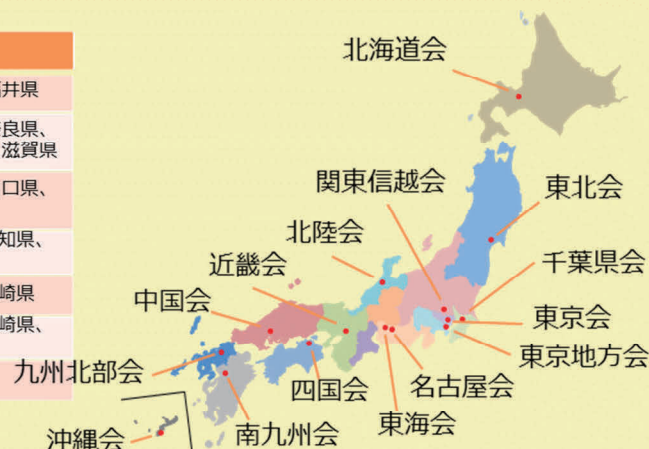 井県
良県、
滋賀県
口県、
知県、
崎県
崎県、
北海道会
関東信越会
東北会
北陸会
近畿会
千葉県会
中国会
東京会
東京地方会
九州北部会
四国会
名古屋会
東海会
南九州会
沖縄会